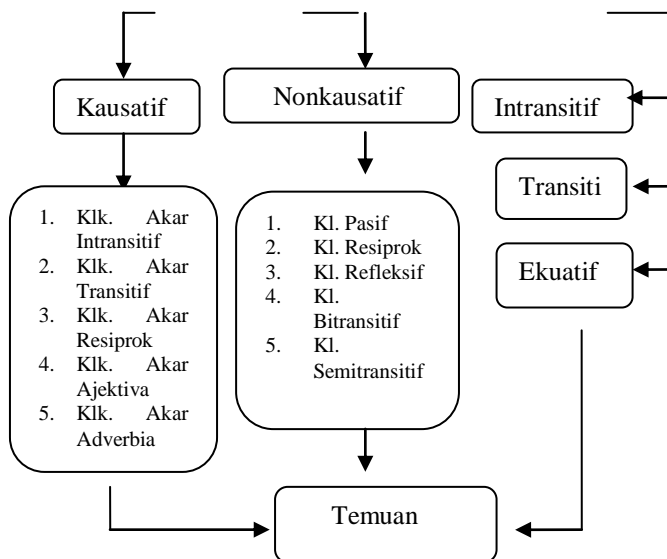 Kausatif
Nonkausatif
Intransitif
Transiti
Ekuatif
1. Klk. Akar
Intransitif
2. Klk. Akar
Transitif
3. Klk. Akar
Resiprok
4. Klk. Akar
Ajektiva
5. Klk. Akar
Adverbia
1. Kl. Pasif
2. Kl. Resiprok
3. Kl. Refleksif
4. Kl.
Bitransitif
5. Kl.
Semitransitif
Temuan